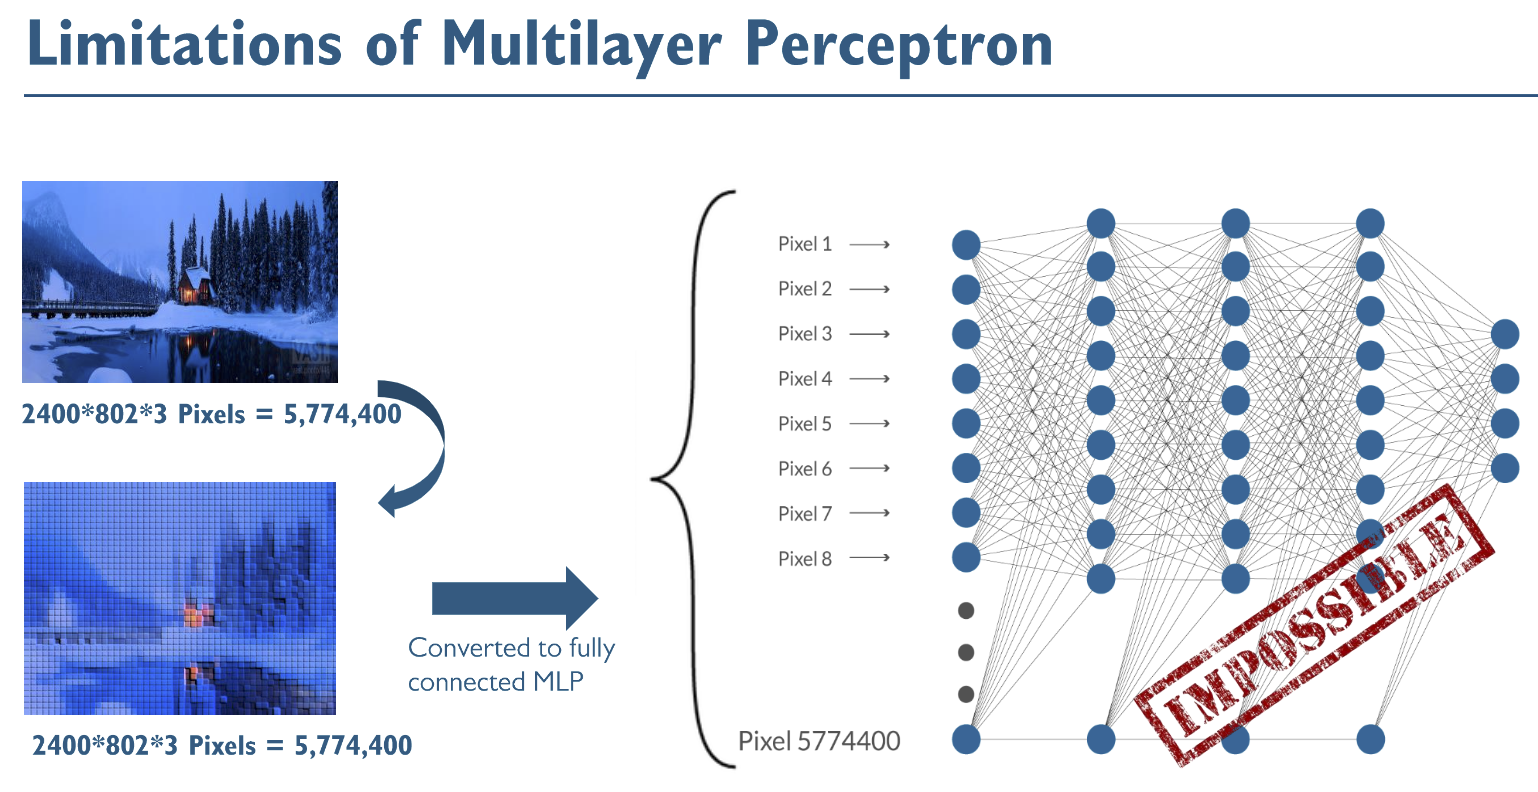 Limitations of Multilayer Perceptron
2400*802*3 Pixels = 5,774,400
2400*802*3 Pixels = 5,774,400
Converted to fully
connected MLP
Pixel 1
Pixel 2
Pixel 3
Pixel 4
Pixel 5
Pixel 6
Pixel 7
Pixel 8
Pixel 5774400
IMPOSSIBLE